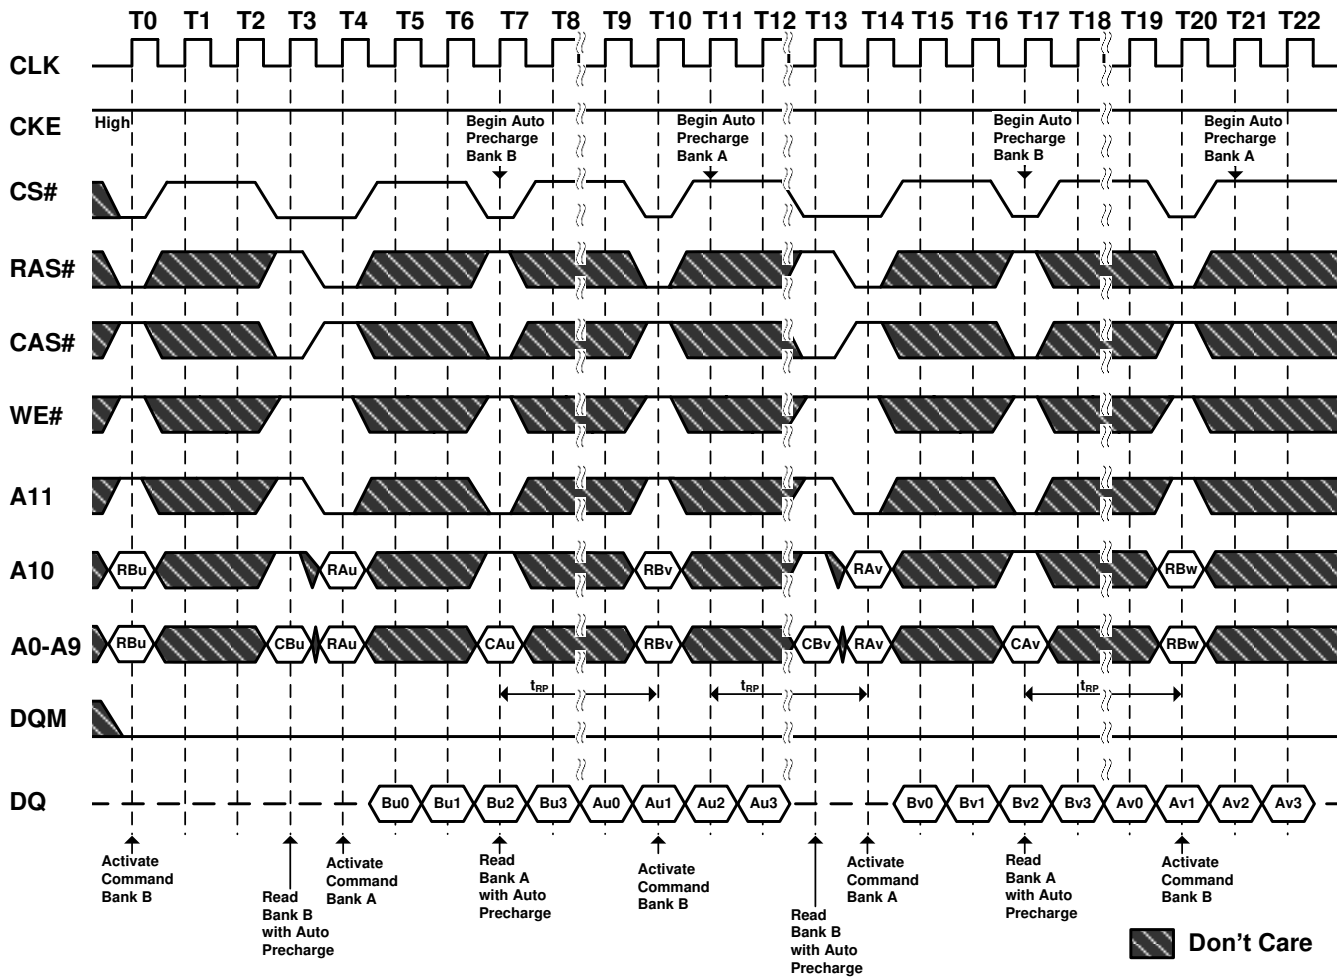 T0 T1 T2 T3 T4 T5 T6 T7 T8 T9 T10 T11 T12 T13 T14 T15 T16 T17 T18 T19 T20 T21 T22
CLK
CKE
High
Begin Auto
Precharge
Bank B
Begin Auto
Precharge
Bank A
Begin Auto
Precharge
Bank B
Begin Auto
Precharge
Bank A
CS#
RAS#
CAS#
WE#
A11
A10
RBu RAu RBv RAv RBw
A0-A9
RBu CBu RAu CAu RBv CBv RAv CAv RBw
tRP tRP tRP
DQM
DQ
Bu0 Bu1 Bu2 Bu3 Au0 Au1 Au2 Au3 Bv0 Bv1 Bv2 Bv3 Av0 Av1 Av2 Av3
Activate
Command
Bank B
Read
Bank B
with Auto
Precharge
Activate
Command
Bank A
Read
Bank A
with Auto
Precharge
Activate
Command
Bank B
Read
Bank B
with Auto
Precharge
Activate
Command
Bank A
Read
Bank A
with Auto
Precharge
Activate
Command
Bank B
Don't Care